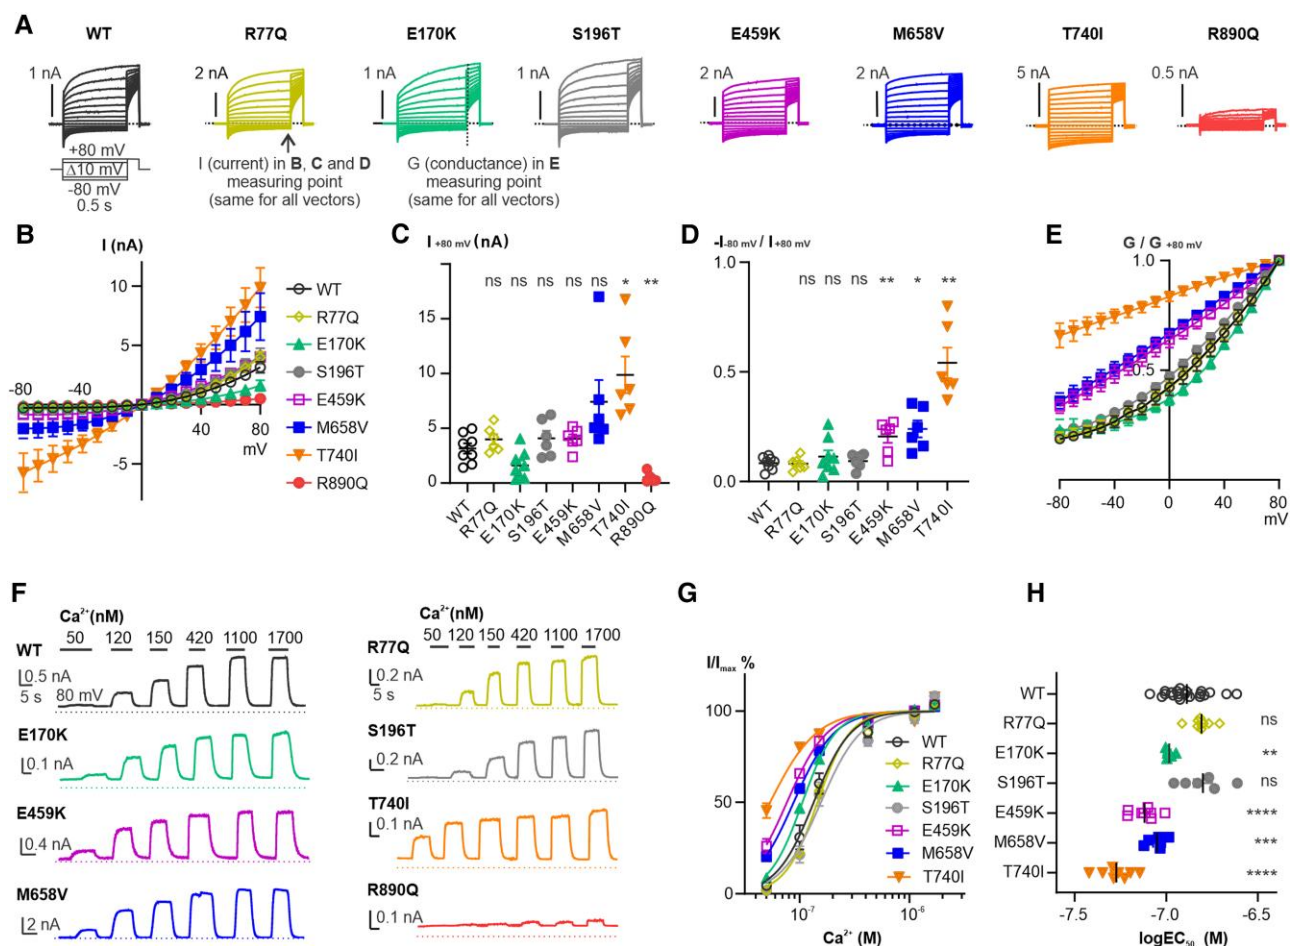 A
WT
R77Q
E170K
S196T
E459K
M658V
T740I
R890Q
1 nA
2 nA
1 nA
1 nA
2 nA
2 nA
5 nA
0.5 nA
+80 mV
Δ10 mV
-80 mV
0.5 s
I (current) in B, C and D
measuring point
(same for all vectors)
G (conductance) in E
measuring point
(same for all vectors)
B
I (nA)
10
5
-5
-80
-40
40
80
mV
WT
R77Q
E170K
S196T
E459K
M658V
T740I
R890Q
C
I +80 mV (nA)
ns ns ns ns ns * **
15
10
5
0
WT
R77Q
E170K
S196T
E459K
M658V
T740I
R890Q
D
-I-80 mV / I +80 mV
ns ns ns ** * **
1.0
0.5
0.0
WT
R77Q
E170K
S196T
E459K
M658V
T740I
E
G / G +80 mV
1.0
0.5
-80 -40 0 40 80
mV
F
Ca²⁺(nM)
50 120 150 420 1100 1700
WT
0.5 nA
5 s
80 mV
E170K
0.1 nA
E459K
0.4 nA
M658V
2 nA
Ca²⁺(nM)
50 120 150 420 1100 1700
R77Q
0.2 nA
5 s
S196T
0.2 nA
T740I
0.1 nA
R890Q
0.1 nA
G
I/Imax %
100
50
0
10⁻⁷
10⁻⁶
Ca²⁺ (M)
WT
R77Q
E170K
S196T
E459K
M658V
T740I
H
WT
R77Q ns
E170K **
S196T ns
E459K ****
M658V ***
T740I ****
-7.5 -7.0 -6.5
logEC50 (M)